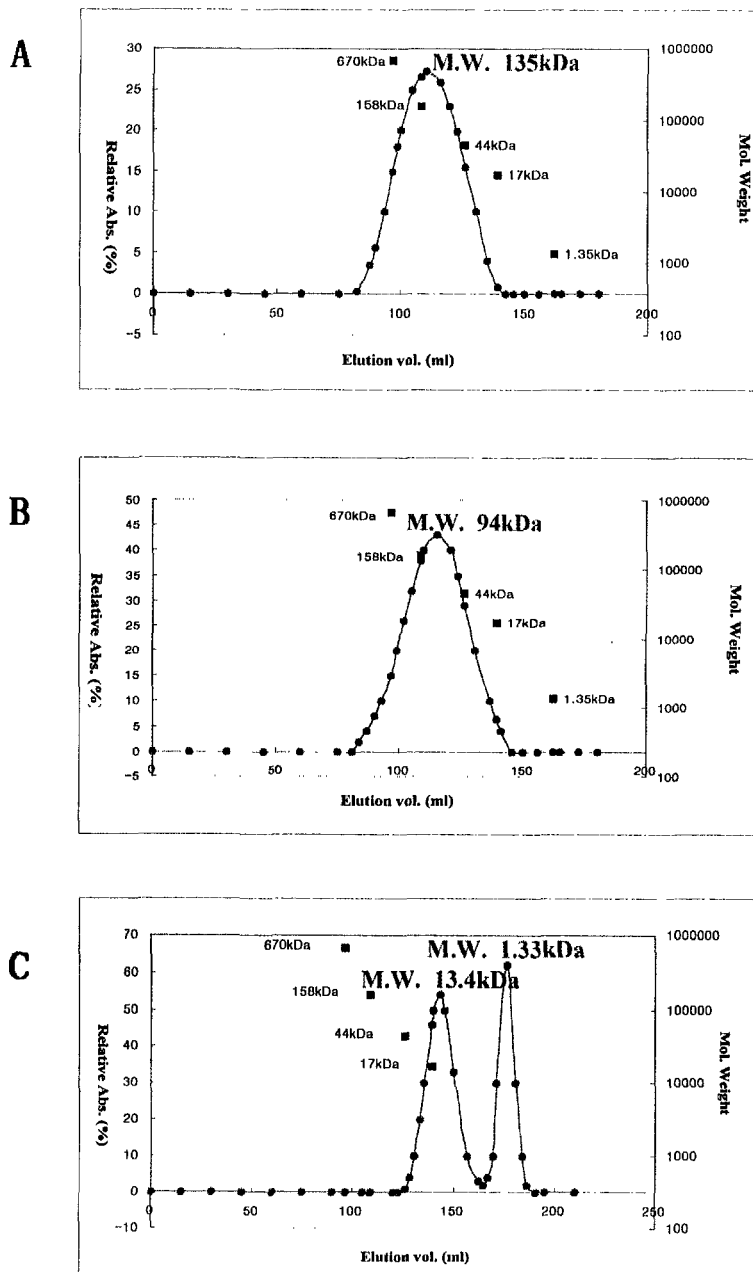 A
30
25
20
15
10
5
0
-5
Relative Abs. (%)
670kDa
M.W. 135kDa
158kDa
44kDa
17kDa
1.35kDa
1000000
100000
10000
1000
100
Mol. Weight
0
50
100
150
200
Elution vol. (ml)
B
50
45
40
35
30
25
20
15
10
5
0
-5
Relative Abs. (%)
670kDa
M.W. 94kDa
158kDa
44kDa
17kDa
1.35kDa
1000000
100000
10000
1000
100
Mol. Weight
0
50
100
150
200
Elution vol. (ml)
C
70
60
50
40
30
20
10
0
-10
Relative Abs. (%)
670kDa
M.W. 1.33kDa
M.W. 13.4kDa
158kDa
44kDa
17kDa
1000000
100000
10000
1000
100
Mol. Weight
0
50
100
150
200
250
Elution vol. (ml)